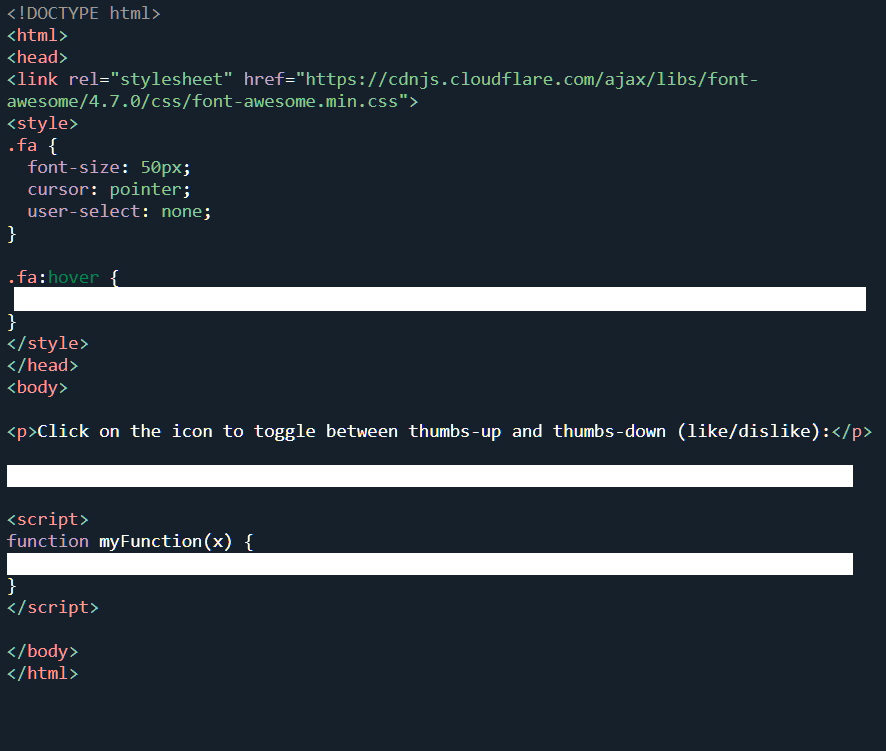 <!DOCTYPE html>
<html>
<head>
<link rel="stylesheet" href="https://cdnjs.cloudflare.com/ajax/libs/font-
awesome/4.7.0/css/font-awesome.min.css">
<style>
.fa {
  font-size: 50px;
  cursor: pointer;
  user-select: none;
}
.fa:hover {
}
</style>
</head>
<body>
<p>Click on the icon to toggle between thumbs-up and thumbs-down (like/dislike):</p>
<script>
function myFunction(x) {
}
</script>
</body>
</html>